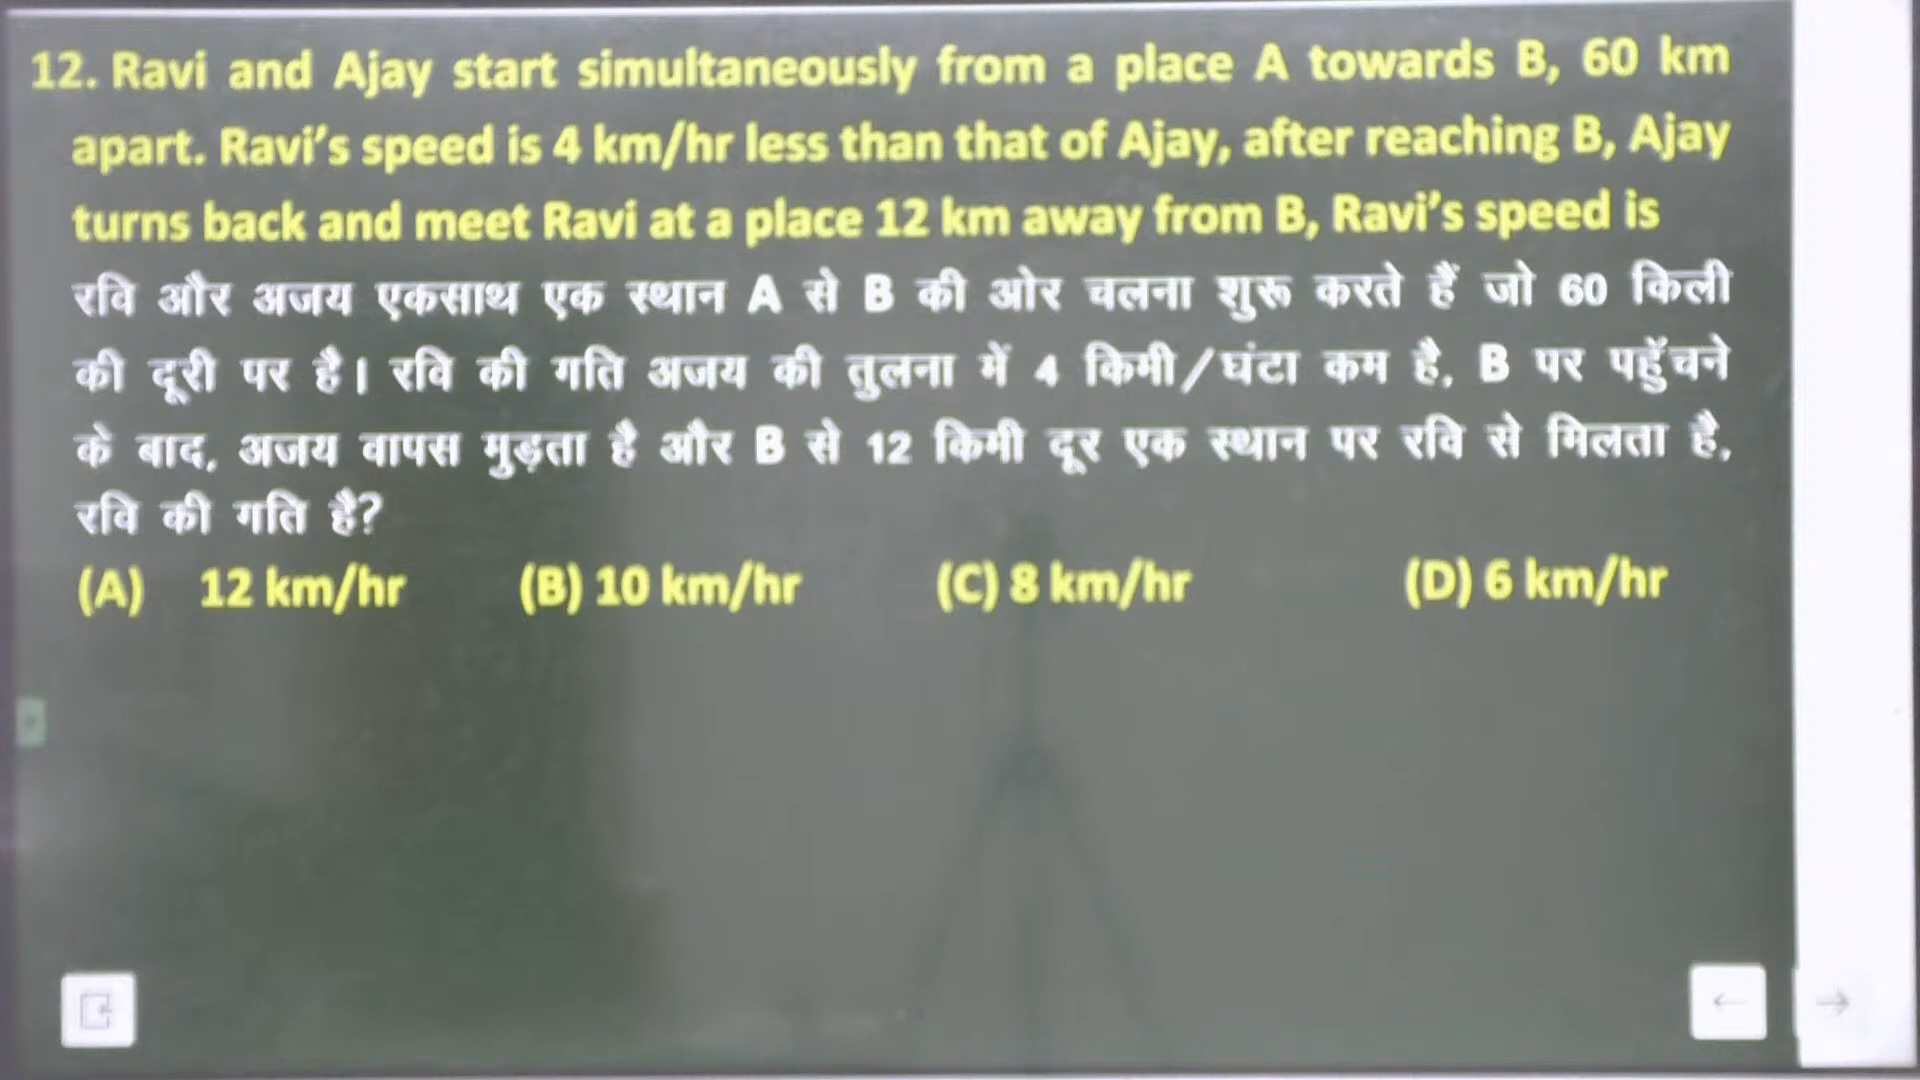 12. Ravi and Ajay start simultaneously from a place A towards B, 60 km
apart. Ravi's speed is 4 km/hr less than that of Ajay, after reaching B, Ajay
turns back and meet Ravi at a place 12 km away from B, Ravi's speed is
रवि और अजय एकसाथ एक स्थान A से B की ओर चलना शुरू करते हैं जो 60 किली
की दूरी पर है। रवि की गति अजय की तुलना में 4 किमी/घंटा कम है, B पर पहुँचने
के बाद, अजय वापस मुड़ता है और B से 12 किमी दूर एक स्थान पर रवि से मिलता है,
रवि की गति है?
(A) 12 km/hr (B) 10 km/hr (C) 8 km/hr (D) 6 km/hr